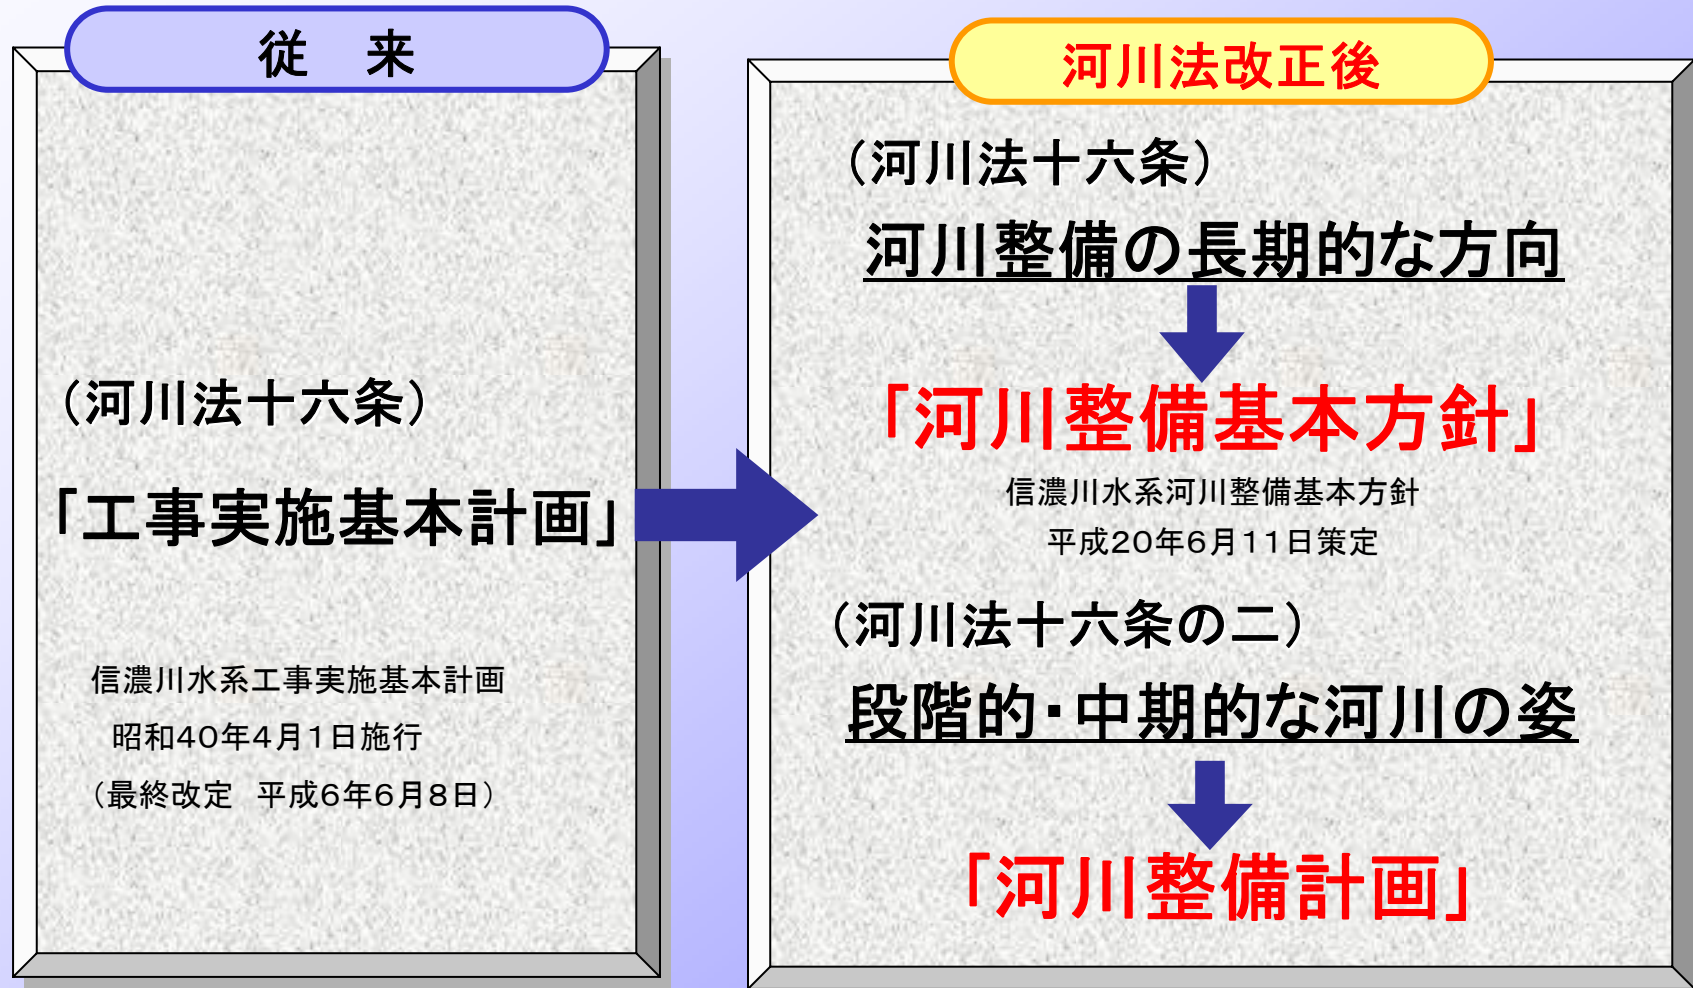 従　来
（河川法十六条）
「工事実施基本計画」
信濃川水系工事実施基本計画
昭和４０年４月１日施行
（最終改定　平成６年６月８日）
河川法改正後
（河川法十六条）
河川整備の長期的な方向
「河川整備基本方針」
信濃川水系河川整備基本方針
平成２０年６月１１日策定
（河川法十六条の二）
段階的・中期的な河川の姿
「河川整備計画」